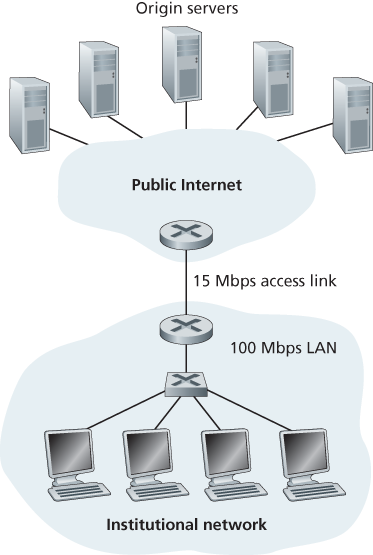 Origin servers
Public Internet
15 Mbps access link
100 Mbps LAN
Institutional network